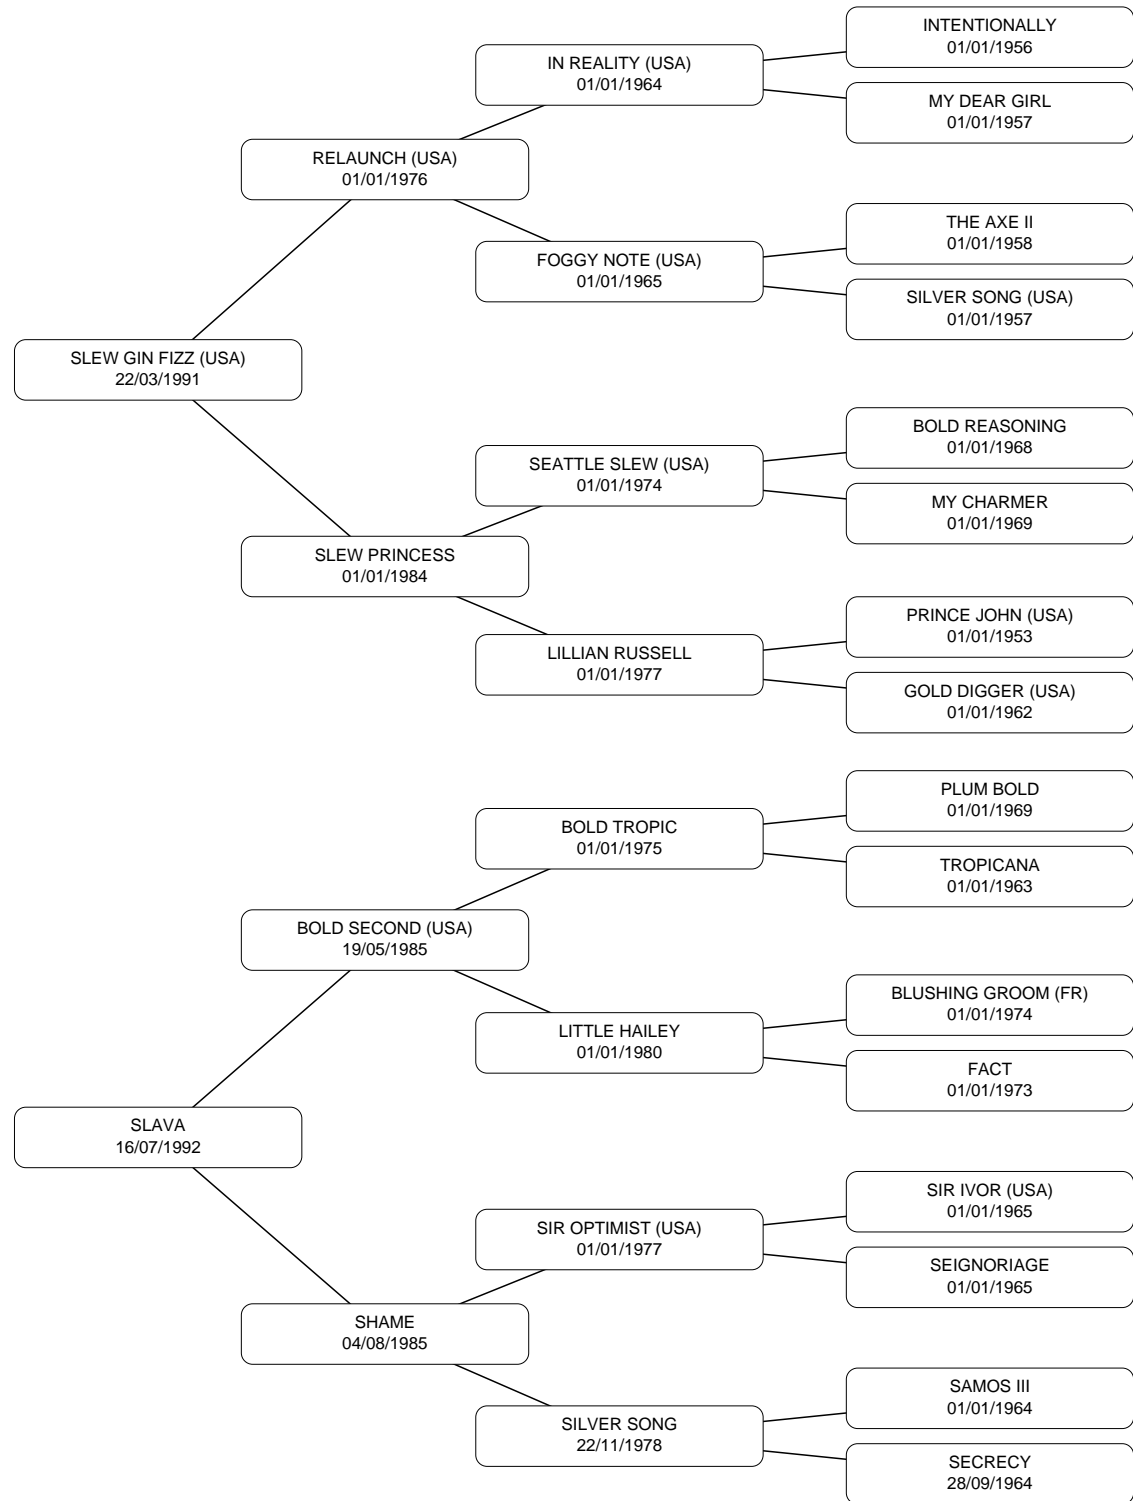 INTENTIONALLY
01/01/1956
IN REALITY (USA)
01/01/1964
MY DEAR GIRL
01/01/1957
RELAUNCH (USA)
01/01/1976
THE AXE II
01/01/1958
FOGGY NOTE (USA)
01/01/1965
SILVER SONG (USA)
01/01/1957
SLEW GIN FIZZ (USA)
22/03/1991
BOLD REASONING
01/01/1968
SEATTLE SLEW (USA)
01/01/1974
MY CHARMER
01/01/1969
SLEW PRINCESS
01/01/1984
PRINCE JOHN (USA)
01/01/1953
LILLIAN RUSSELL
01/01/1977
GOLD DIGGER (USA)
01/01/1962
PLUM BOLD
01/01/1969
BOLD TROPIC
01/01/1975
TROPICANA
01/01/1963
BOLD SECOND (USA)
19/05/1985
BLUSHING GROOM (FR)
01/01/1974
LITTLE HAILEY
01/01/1980
FACT
01/01/1973
SLAVA
16/07/1992
SIR IVOR (USA)
01/01/1965
SIR OPTIMIST (USA)
01/01/1977
SEIGNORIAGE
01/01/1965
SHAME
04/08/1985
SAMOS III
01/01/1964
SILVER SONG
22/11/1978
SECRECY
28/09/1964